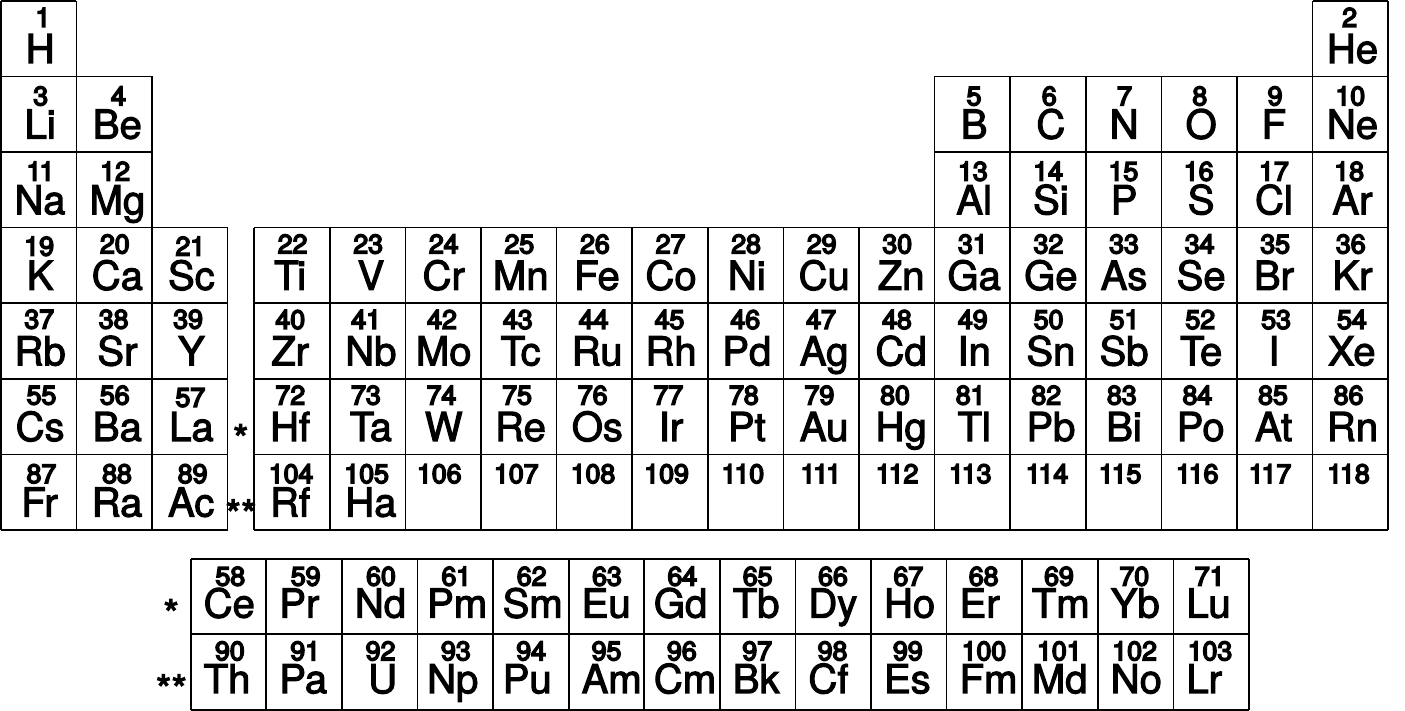 1 2
H He
3 4 5 6 7 8 9 10
Li Be B C N O F Ne
11 12 13 14 15 16 17 18
Na Mg Al Si P S Cl Ar
19 20 21 22 23 24 25 26 27 28 29 30 31 32 33 34 35 36
K Ca Sc Ti V Cr Mn Fe Co Ni Cu Zn Ga Ge As Se Br Kr
37 38 39 40 41 42 43 44 45 46 47 48 49 50 51 52 53 54
Rb Sr Y Zr Nb Mo Tc Ru Rh Pd Ag Cd In Sn Sb Te I Xe
55 56 57 72 73 74 75 76 77 78 79 80 81 82 83 84 85 86
Cs Ba La * Hf Ta W Re Os Ir Pt Au Hg Tl Pb Bi Po At Rn
87 88 89 104 105 106 107 108 109 110 111 112 113 114 115 116 117 118
Fr Ra Ac ** Rf Ha
58 59 60 61 62 63 64 65 66 67 68 69 70 71
* Ce Pr Nd Pm Sm Eu Gd Tb Dy Ho Er Tm Yb Lu
90 91 92 93 94 95 96 97 98 99 100 101 102 103
** Th Pa U Np Pu Am Cm Bk Cf Es Fm Md No Lr